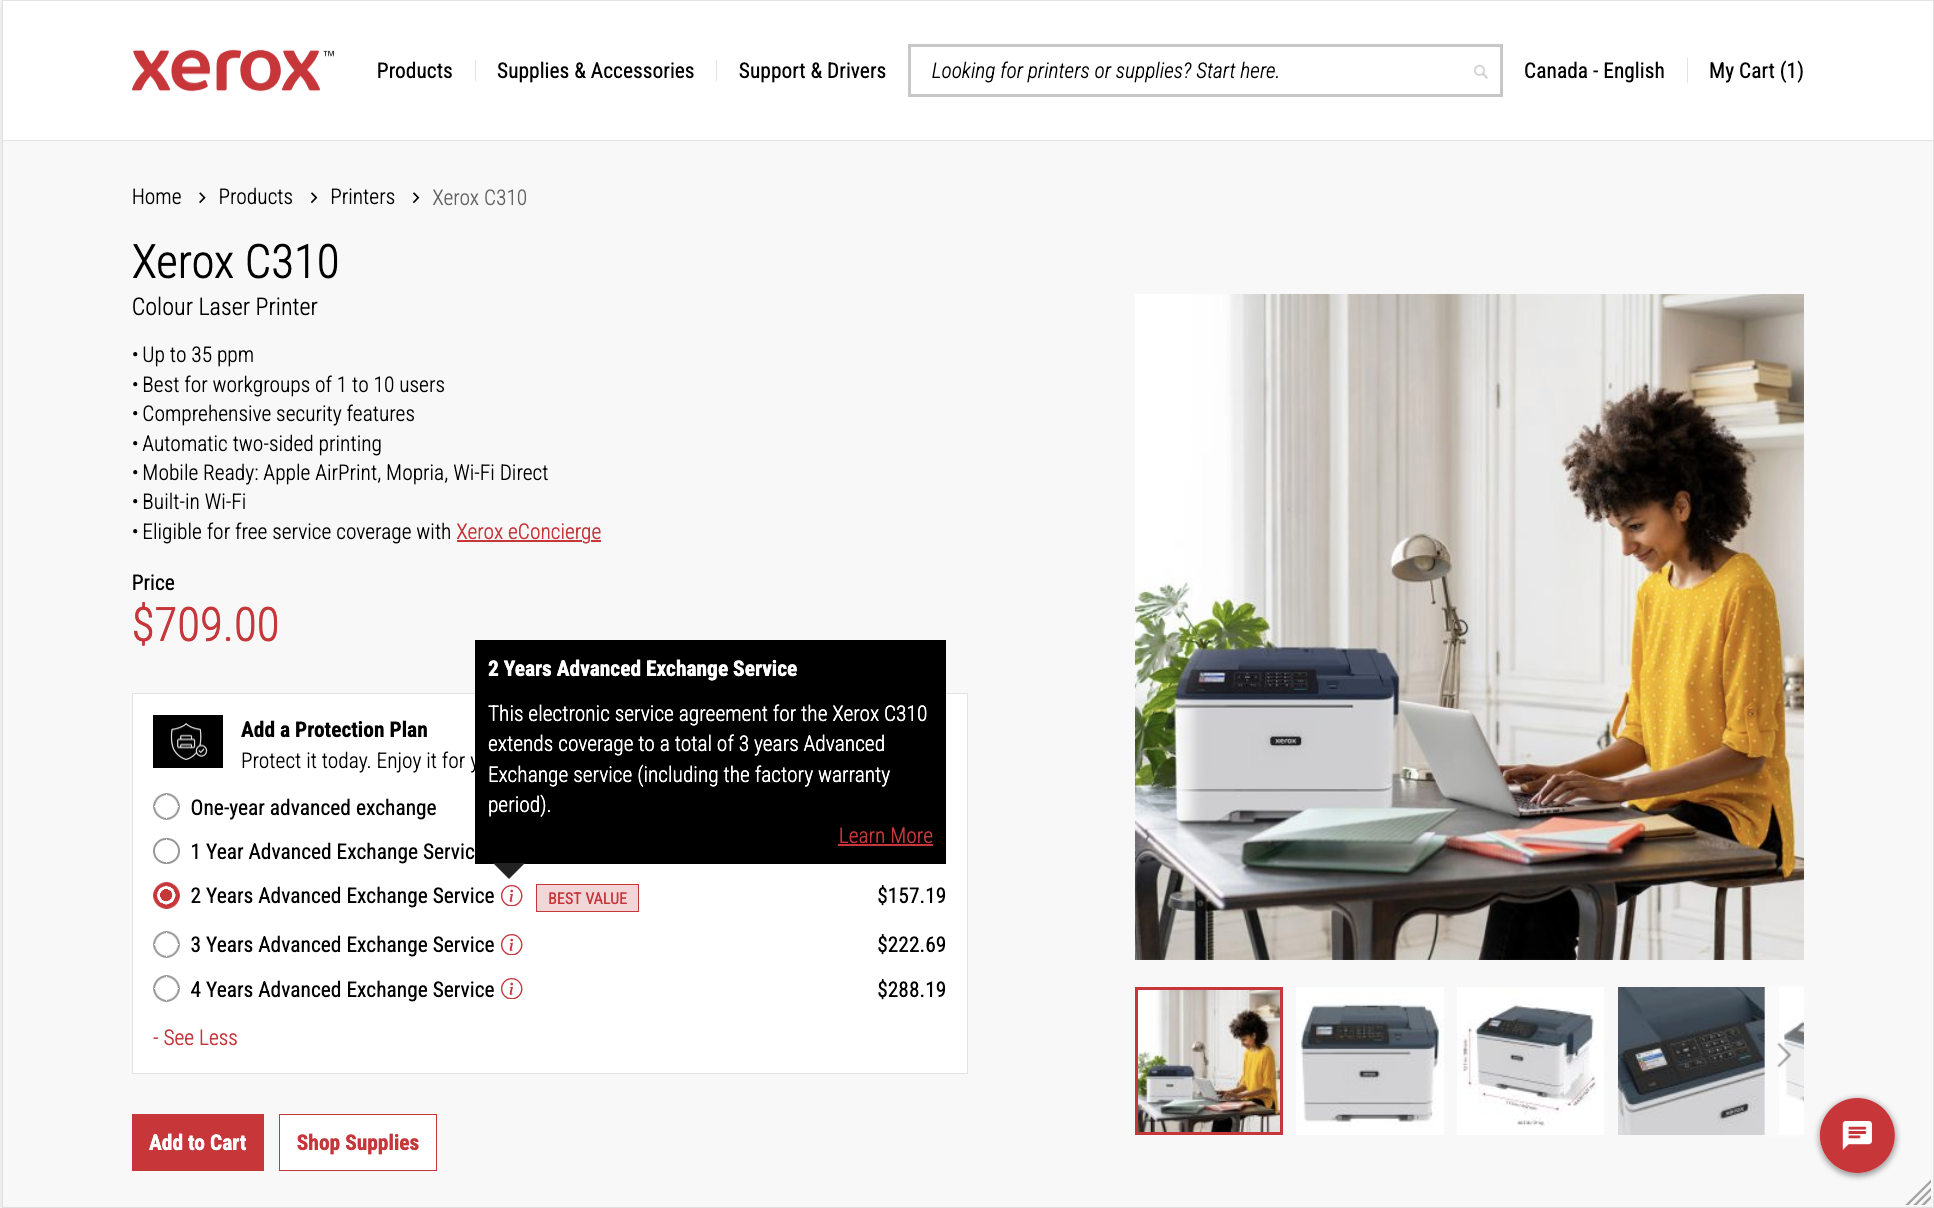 xerox™
Products
Supplies & Accessories
Support & Drivers
Looking for printers or supplies? Start here.
Canada - English
My Cart (1)
Home > Products > Printers > Xerox C310
Xerox C310
Colour Laser Printer
• Up to 35 ppm
• Best for workgroups of 1 to 10 users
• Comprehensive security features
• Automatic two-sided printing
• Mobile Ready: Apple AirPrint, Mopria, Wi-Fi Direct
• Built-in Wi-Fi
• Eligible for free service coverage with Xerox eConcierge
Price
$709.00
2 Years Advanced Exchange Service
This electronic service agreement for the Xerox C310
extends coverage to a total of 3 years Advanced
Exchange service (including the factory warranty
period).
Learn More
Add a Protection Plan
Protect it today. Enjoy it for
One-year advanced exchange
1 Year Advanced Exchange Servic
2 Years Advanced Exchange Service i BEST VALUE $157.19
3 Years Advanced Exchange Service i $222.69
4 Years Advanced Exchange Service i $288.19
- See Less
Add to Cart
Shop Supplies
xerox
xerox
xerox